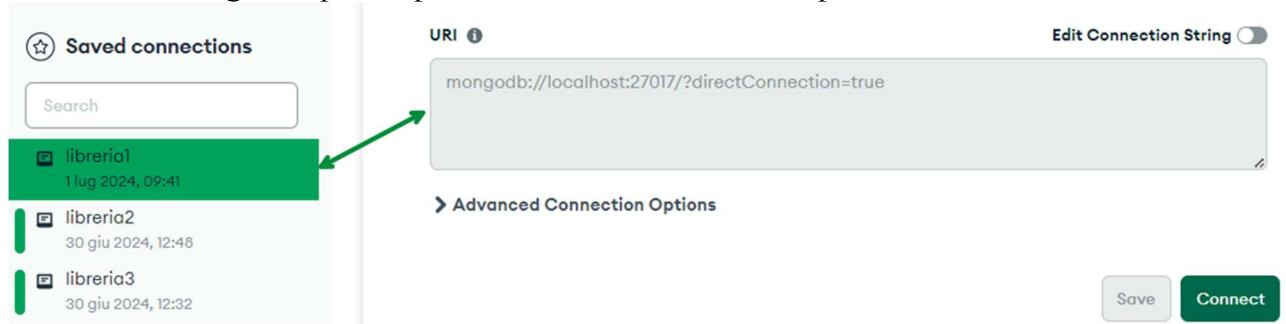 Saved connections
Search
libreria1
1 lug 2024, 09:41
libreria2
30 giu 2024, 12:48
libreria3
30 giu 2024, 12:32
URI
Edit Connection String
mongodb://localhost:27017/?directConnection=true
Advanced Connection Options
Save
Connect